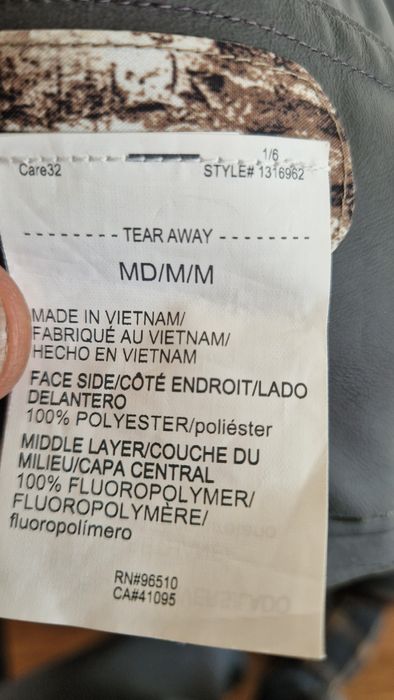 1/6
Care32 STYLE# 1316962
- - - - - - - - TEAR AWAY - - - - - - - -
MD/M/M
MADE IN VIETNAM/
FABRIQUÉ AU VIETNAM/
HECHO EN VIETNAM
FACE SIDE/CÔTÉ ENDROIT/LADO
DELANTERO
100% POLYESTER/poliéster
MIDDLE LAYER/COUCHE DU
MILIEU/CAPA CENTRAL
100% FLUOROPOLYMER/
FLUOROPOLYMÈRE/
fluoropolímero
RN#96510
CA#41095